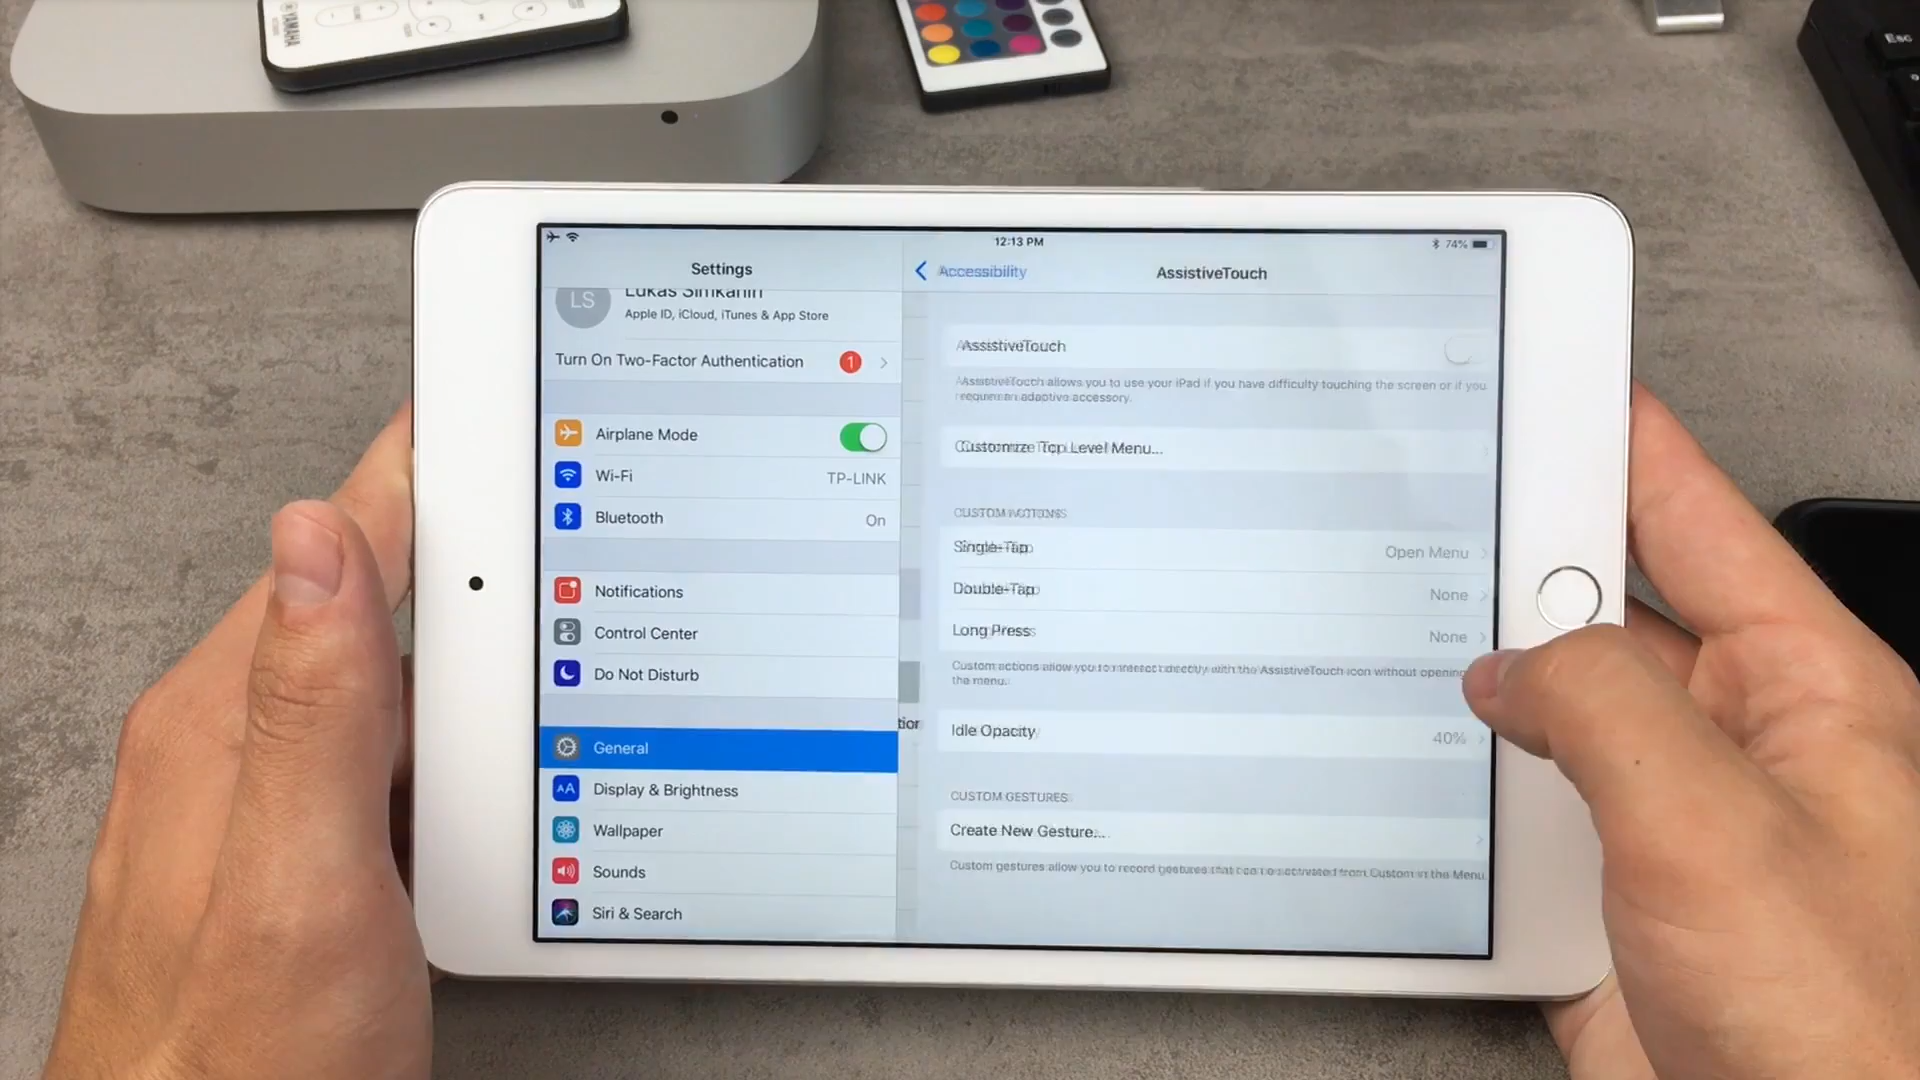 YAMAHA
Esc
12:13 PM
74%
Settings
Accessibility
AssistiveTouch
LS
Lukas Simkanin
Apple ID, iCloud, iTunes & App Store
Turn On Two-Factor Authentication
1
Airplane Mode
Wi-Fi
TP-LINK
Bluetooth
On
Notifications
Control Center
Do Not Disturb
General
Display & Brightness
Wallpaper
Sounds
Siri & Search
AssistiveTouch
AssistiveTouch allows you to use your iPad if you have difficulty touching the screen or if you
require an adaptive accessory.
Customize Top Level Menu...
CUSTOM ACTIONS
Single-Tap
Open Menu
Double-Tap
None
Long Press
None
Custom actions allow you to interact directly with the AssistiveTouch icon without opening
the menu.
tion
Idle Opacity
40%
CUSTOM GESTURES
Create New Gesture...
Custom gestures allow you to record gestures that can be activated from Custom in the Menu.